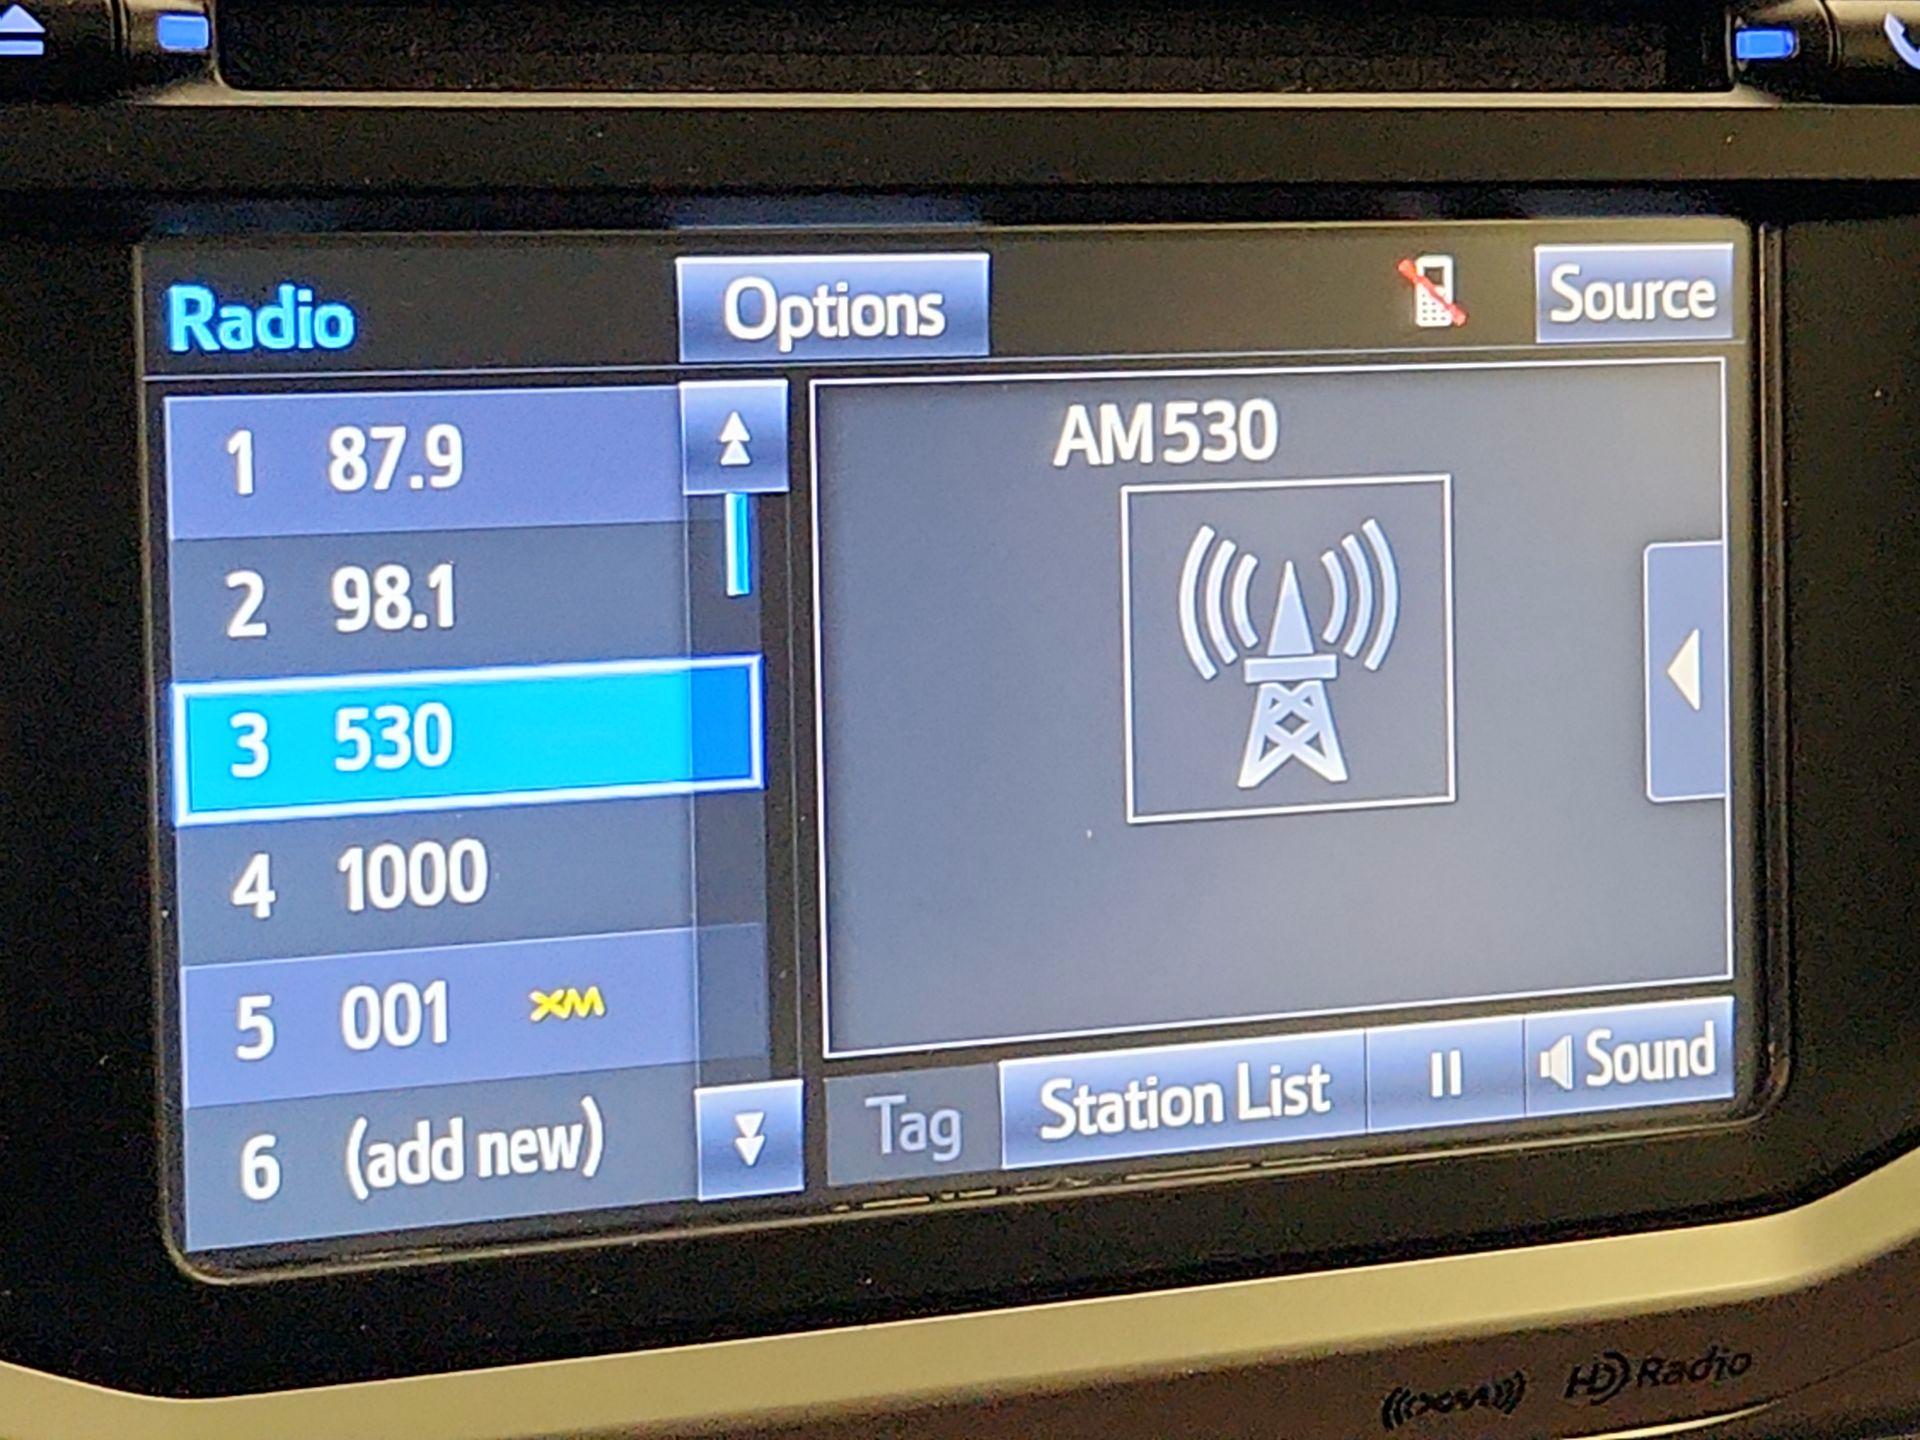 Radio
Options
Source
1 87.9
2 98.1
3 530
4 1000
5 001 XM
6 (add new)
AM 530
Tag
Station List
Sound
((XM))
HD Radio